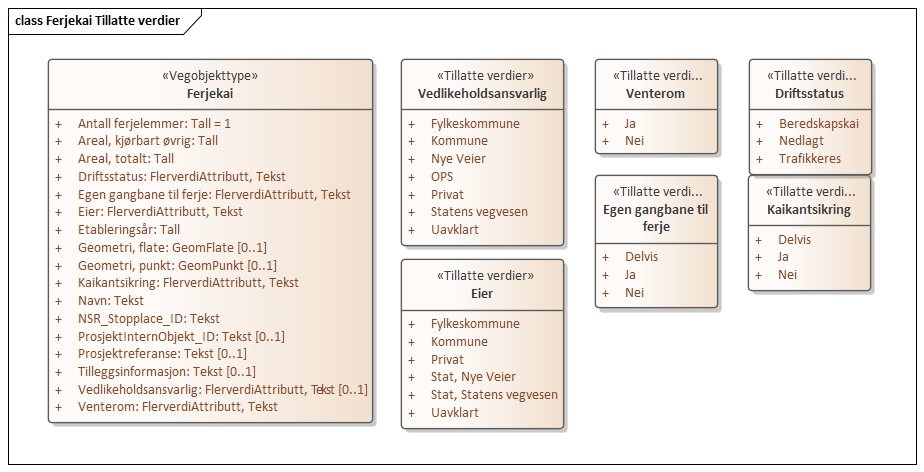 class Ferjekai Tillatte verdier
«Vegobjekttype»
Ferjekai
+ Antall ferjelemmer: Tall = 1
+ Areal, kjørbart øvrig: Tall
+ Areal, totalt: Tall
+ Driftsstatus: FlerverdiAttributt, Tekst
+ Egen gangbane til ferje: FlerverdiAttributt, Tekst
+ Eier: FlerverdiAttributt, Tekst
+ Etableringsår: Tall
+ Geometri, flate: GeomFlate [0..1]
+ Geometri, punkt: GeomPunkt [0..1]
+ Kaikantsikring: FlerverdiAttributt, Tekst
+ Navn: Tekst
+ NSR_Stopplace_ID: Tekst
+ ProsjektInternObjekt_ID: Tekst [0..1]
+ Prosjektreferanse: Tekst [0..1]
+ Tilleggsinformasjon: Tekst [0..1]
+ Vedlikeholdsansvarlig: FlerverdiAttributt, Tekst [0..1]
+ Venterom: FlerverdiAttributt, Tekst
«Tillatte verdier»
Vedlikeholdsansvarlig
+ Fylkeskommune
+ Kommune
+ Nye Veier
+ OPS
+ Privat
+ Statens vegvesen
+ Uavklart
«Tillatte verdier»
Eier
+ Fylkeskommune
+ Kommune
+ Privat
+ Stat, Nye Veier
+ Stat, Statens vegvesen
+ Uavklart
«Tillatte verdi...
Venterom
+ Ja
+ Nei
«Tillatte verdi...
Egen gangbane til
ferje
+ Delvis
+ Ja
+ Nei
«Tillatte verdi...
Driftsstatus
+ Beredskapskai
+ Nedlagt
+ Trafikkeres
«Tillatte verdi...
Kaikantsikring
+ Delvis
+ Ja
+ Nei